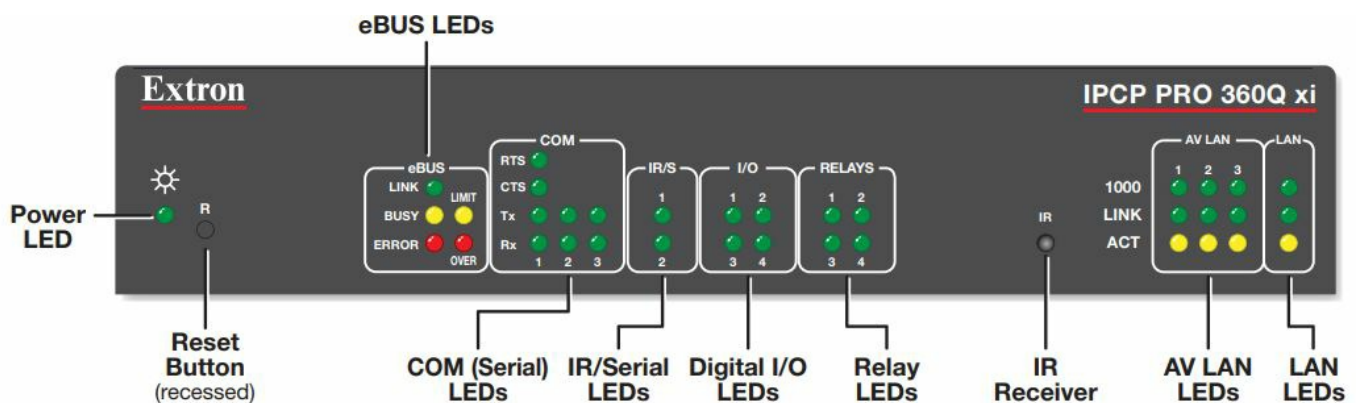 eBUS LEDs
Extron
IPCP PRO 360Q xi
COM
AV LAN
LAN
eBUS
RTS
IR/S
I/O
RELAYS
1 2 3
LINK
LIMIT
CTS
1
1 2
1 2
1000
Power
LED
R
BUSY
Tx
IR
LINK
ERROR
Rx
ACT
OVER
1 2 3
2
3 4
3 4
Reset
Button
(recessed)
COM (Serial)
LEDs
IR/Serial
LEDs
Digital I/O
LEDs
Relay
LEDs
IR
Receiver
AV LAN
LEDs
LAN
LEDs